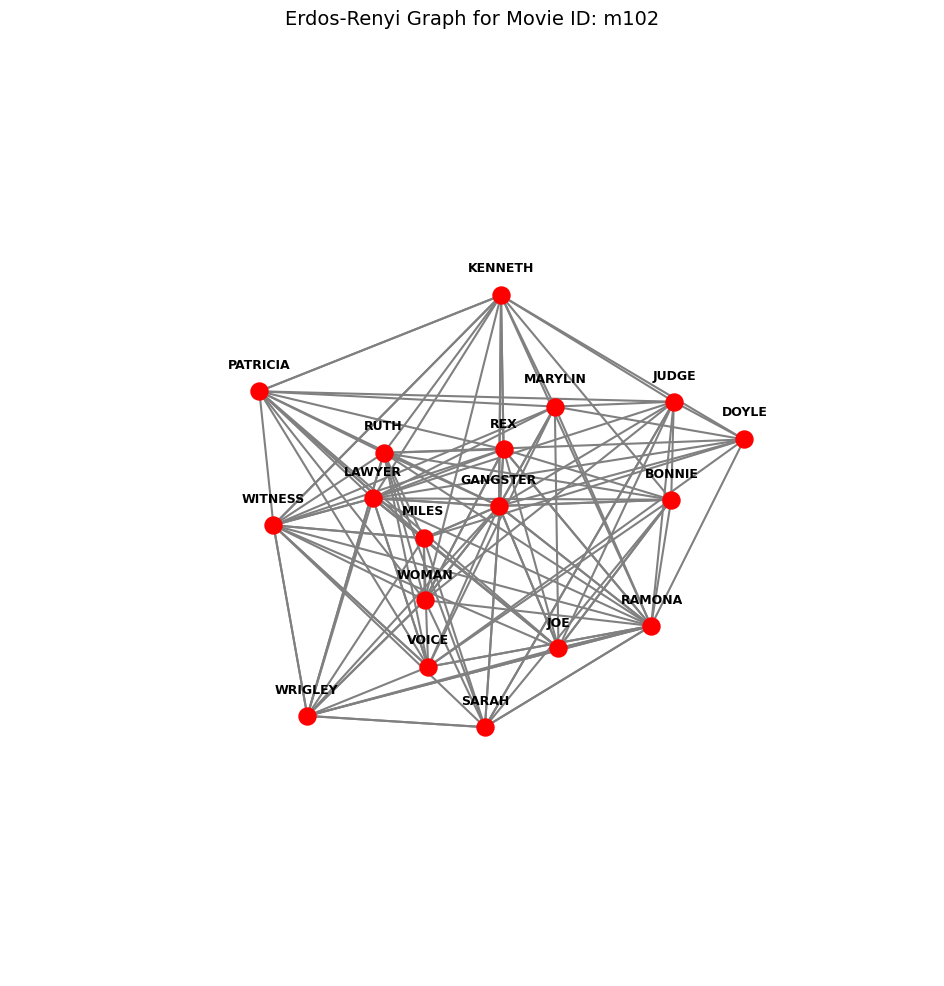 Erdos-Renyi Graph for Movie ID: m102
KENNETH
PATRICIA
MARYLIN
JUDGE
DOYLE
RUTH
REX
LAWYER
GANGSTER
BONNIE
WITNESS
MILES
WOMAN
RAMONA
JOE
VOICE
WRIGLEY
SARAH